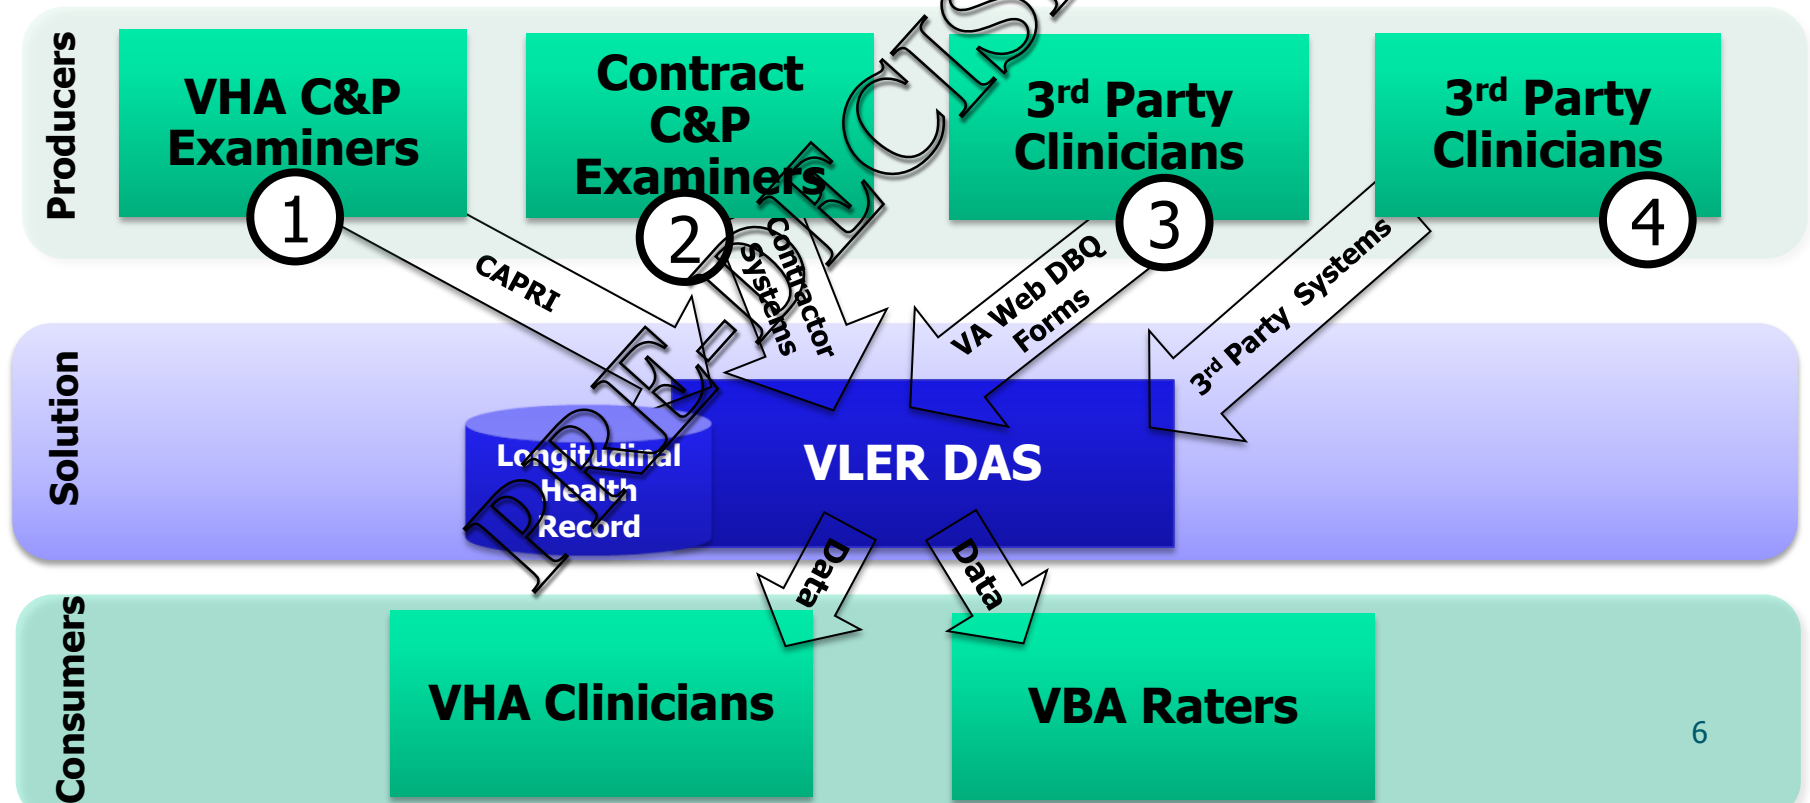 Producers
VHA C&P
Examiners
1
Contract
C&P
Examiners
2
3rd Party
Clinicians
3
3rd Party
Clinicians
4
CAPRI
Contractor
Systems
VA Web DBQ
Forms
3rd Party Systems
Solution
Longitudinal
Health
Record
VLER DAS
Data
Data
Consumers
VHA Clinicians
VBA Raters
6
PRE-DECIS